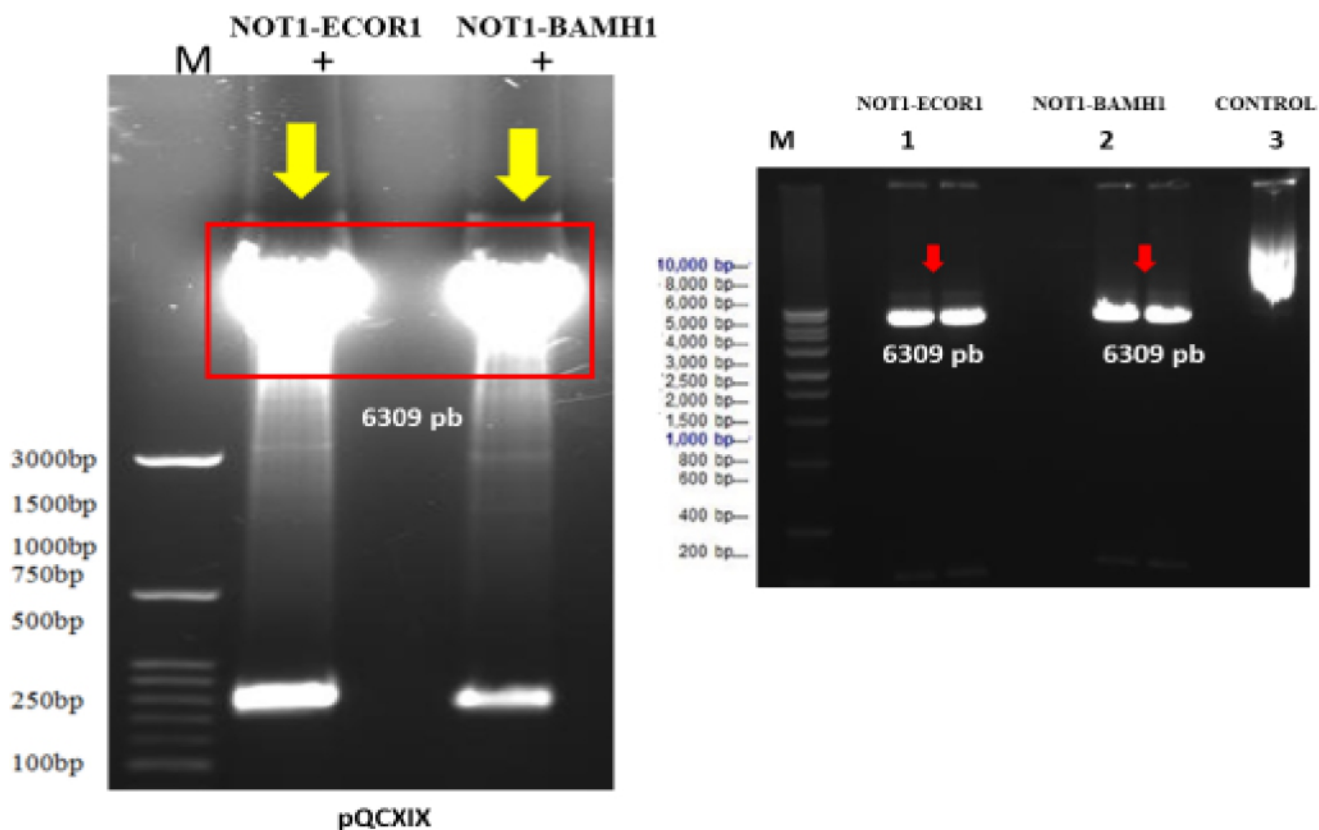 NOT1-ECOR1 NOT1-BAMH1
M + +
6309 pb
3000bp
1500bp
1000bp
750bp
500bp
250bp
100bp
pQCXIX
NOT1-ECOR1 NOT1-BAMH1 CONTROL
M 1 2 3
10,000 bp
8,000 bp
6,000 bp
5,000 bp
4,000 bp
3,000 bp
2,500 bp
2,000 bp
1,500 bp
1,000 bp
800 bp
600 bp
400 bp
200 bp
6309 pb 6309 pb